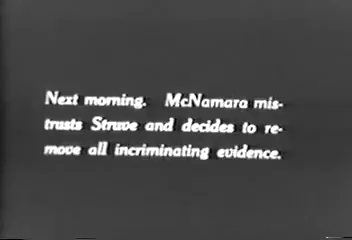 Next morning. McNamara mis-
trusts Struve and decides to re-
move all incriminating evidence.